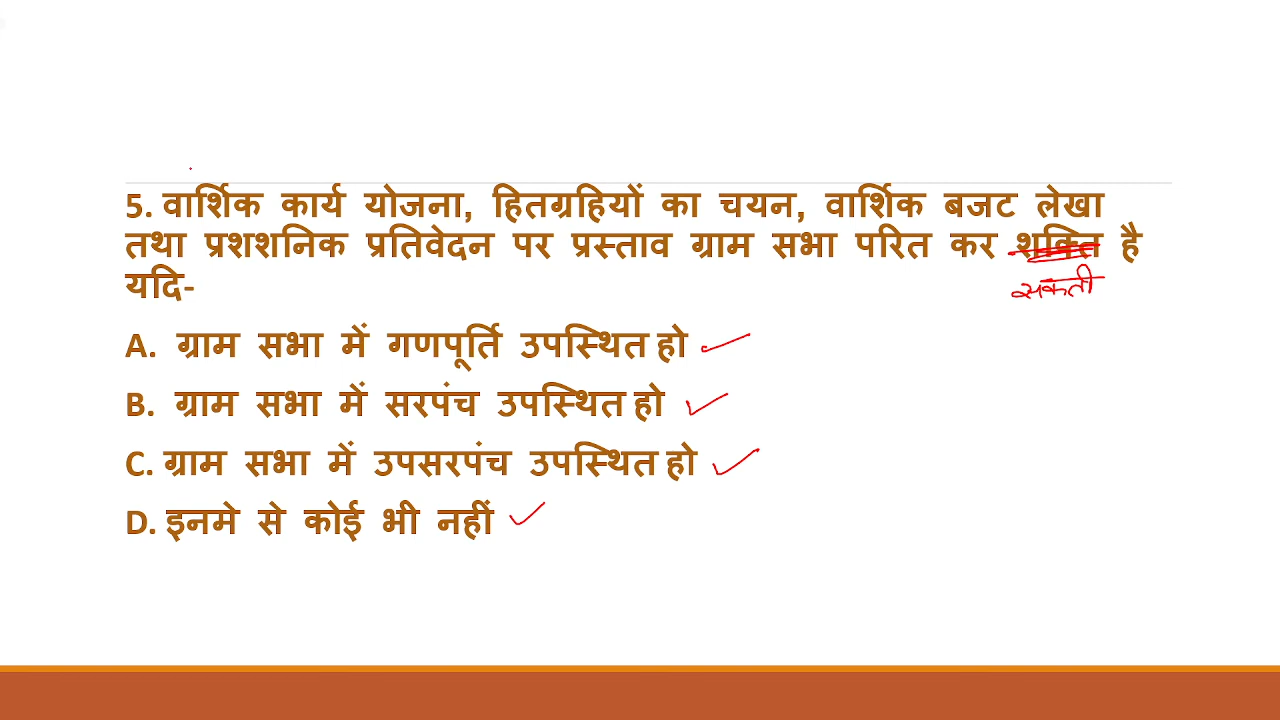 5. वार्शिक कार्य योजना, हितग्रहियों का चयन, वार्शिक बजट लेखा
तथा प्रशशनिक प्रतिवेदन पर प्रस्ताव ग्राम सभा परित कर शक्ति है
सकती
यदि-
A. ग्राम सभा में गणपूर्ति उपस्थित हो
B. ग्राम सभा में सरपंच उपस्थित हो
C. ग्राम सभा में उपसरपंच उपस्थित हो
D. इनमे से कोई भी नहीं